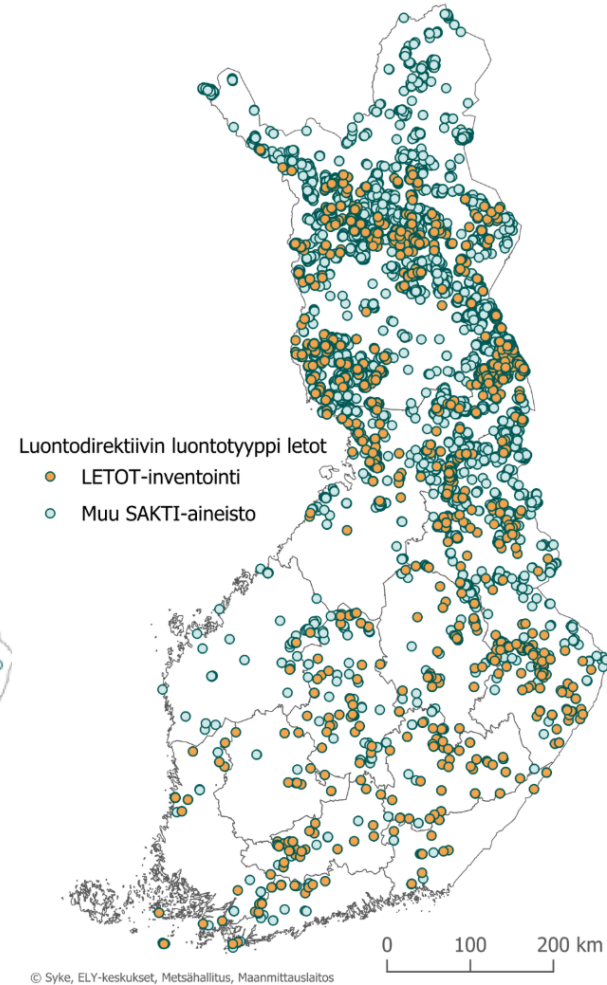 Luontodirektiivin luontotyyppi letot
LETOT-inventointi
Muu SAKTI-aineisto
0 100 200 km
© Syke, ELY-keskukset, Metsähallitus, Maanmittauslaitos